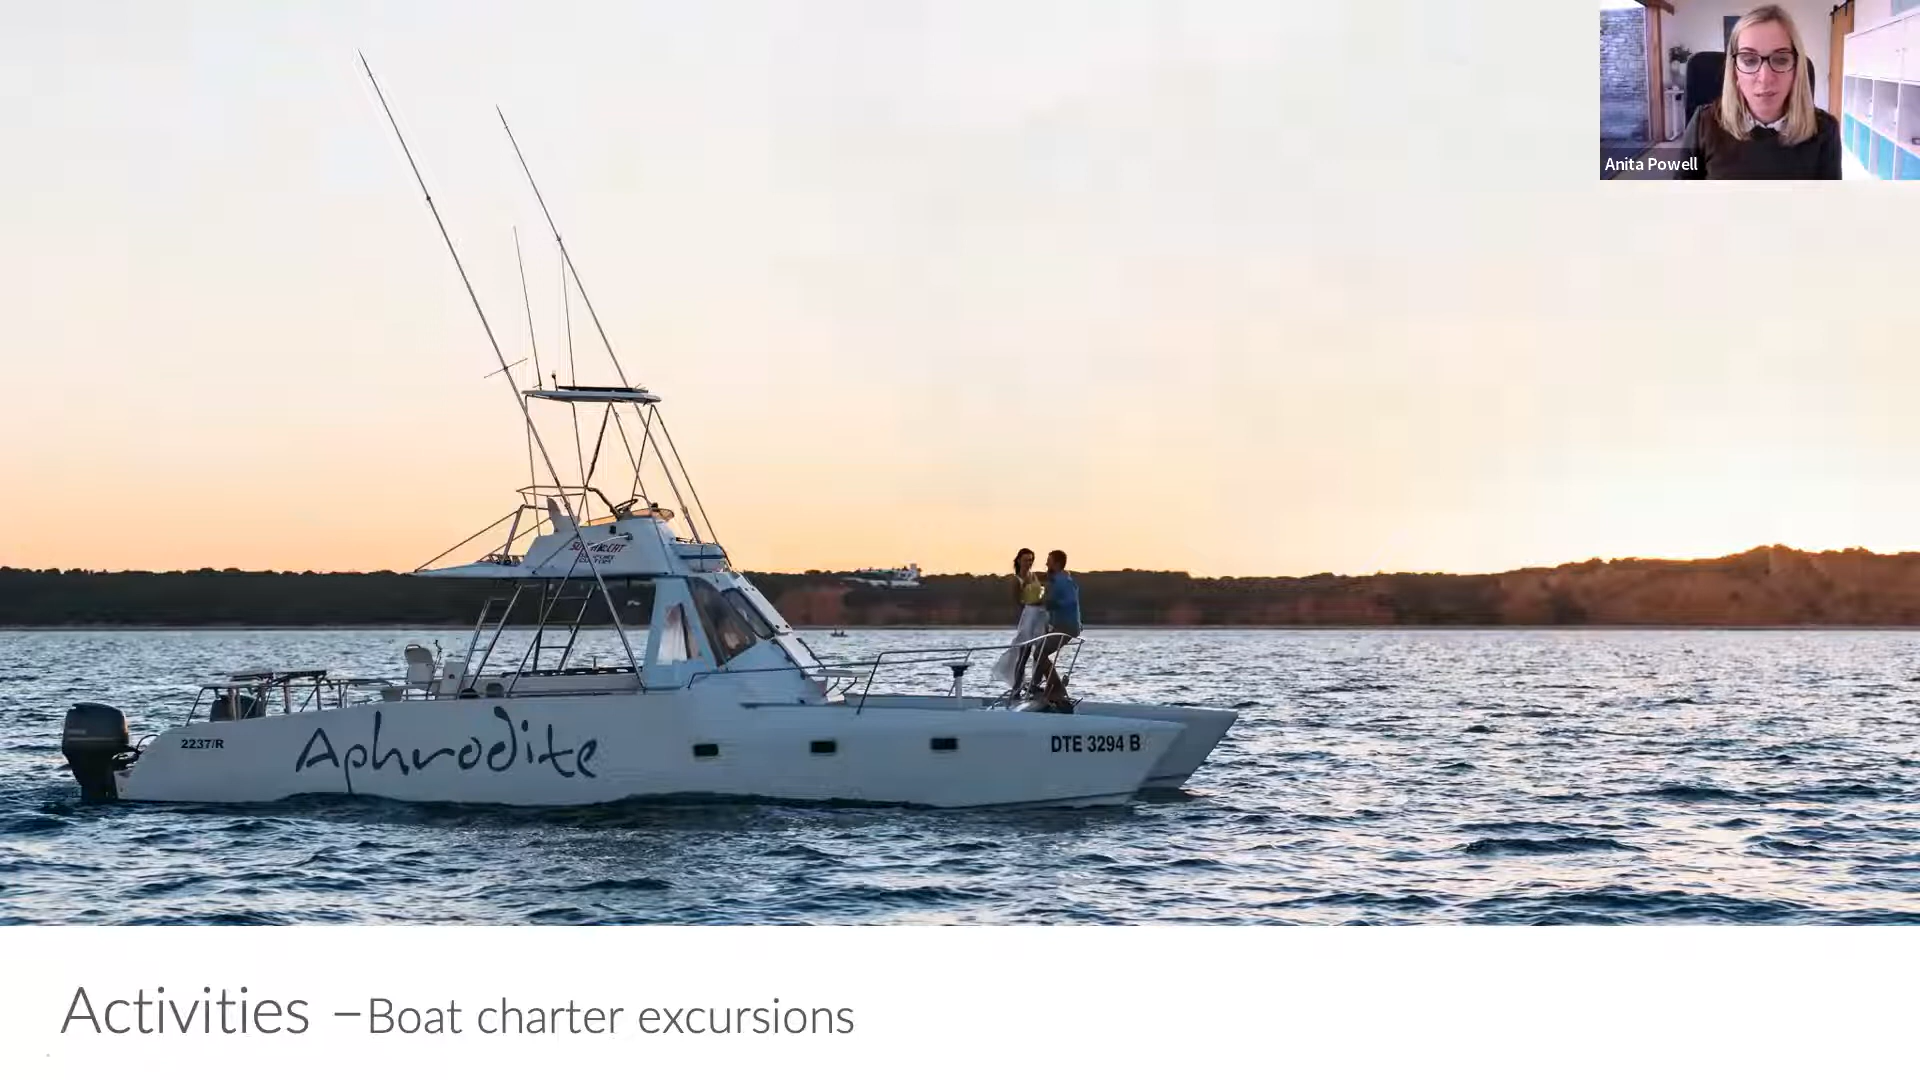 Anita Powell
2237/R
Aphrodite
DTE 3294 B
Activities – Boat charter excursions